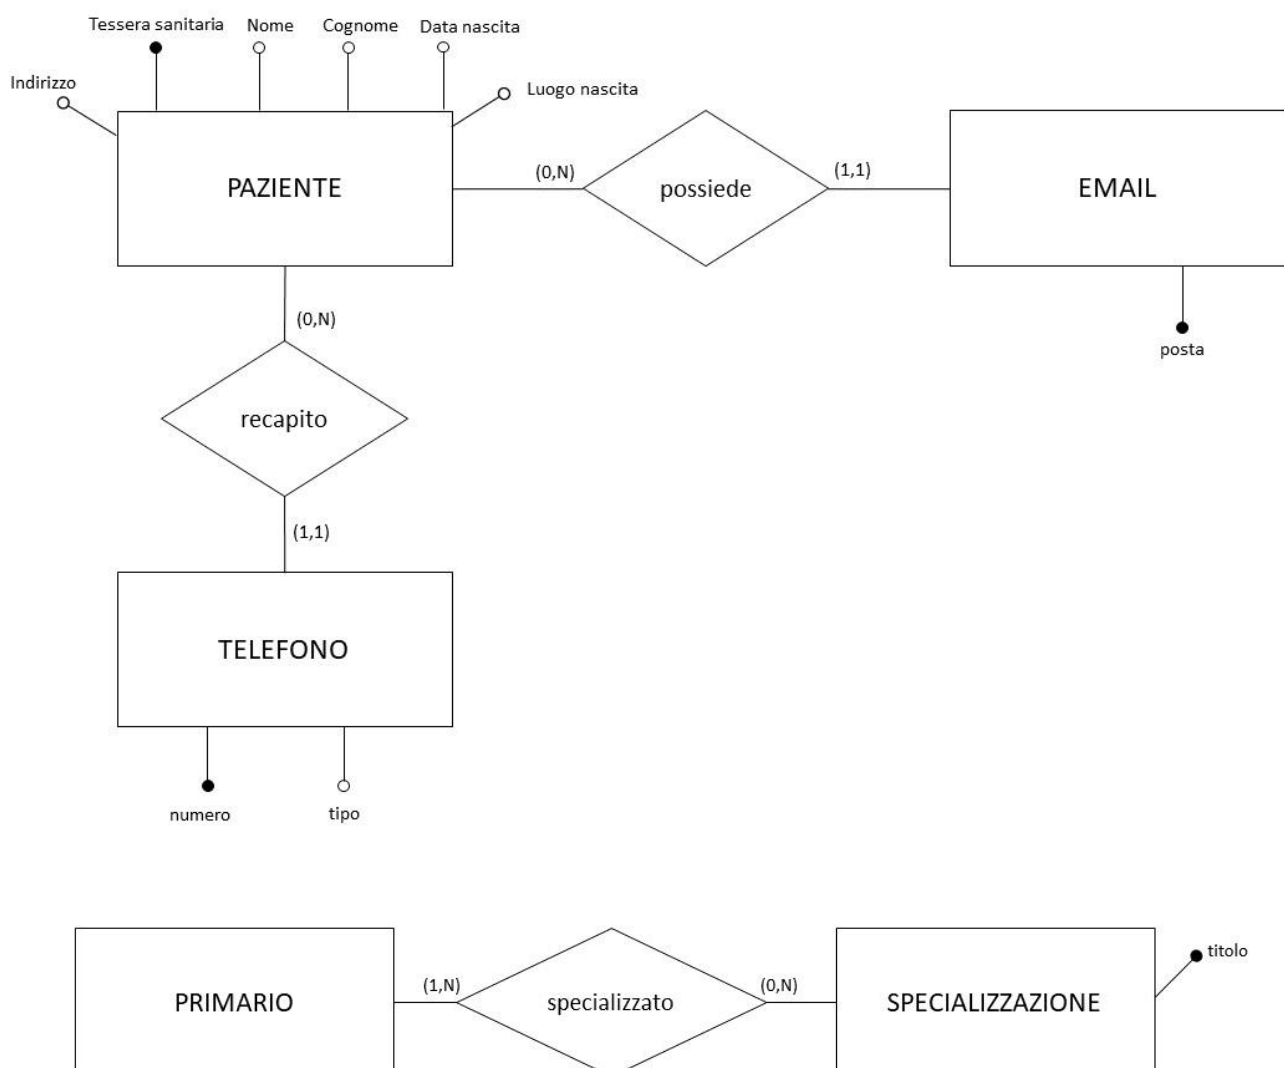 Tessera sanitaria
Nome
Cognome
Data nascita
Indirizzo
Luogo nascita
PAZIENTE
(0,N)
possiede
(1,1)
EMAIL
(0,N)
posta
recapito
(1,1)
TELEFONO
numero
tipo
PRIMARIO
(1,N)
specializzato
(0,N)
SPECIALIZZAZIONE
titolo